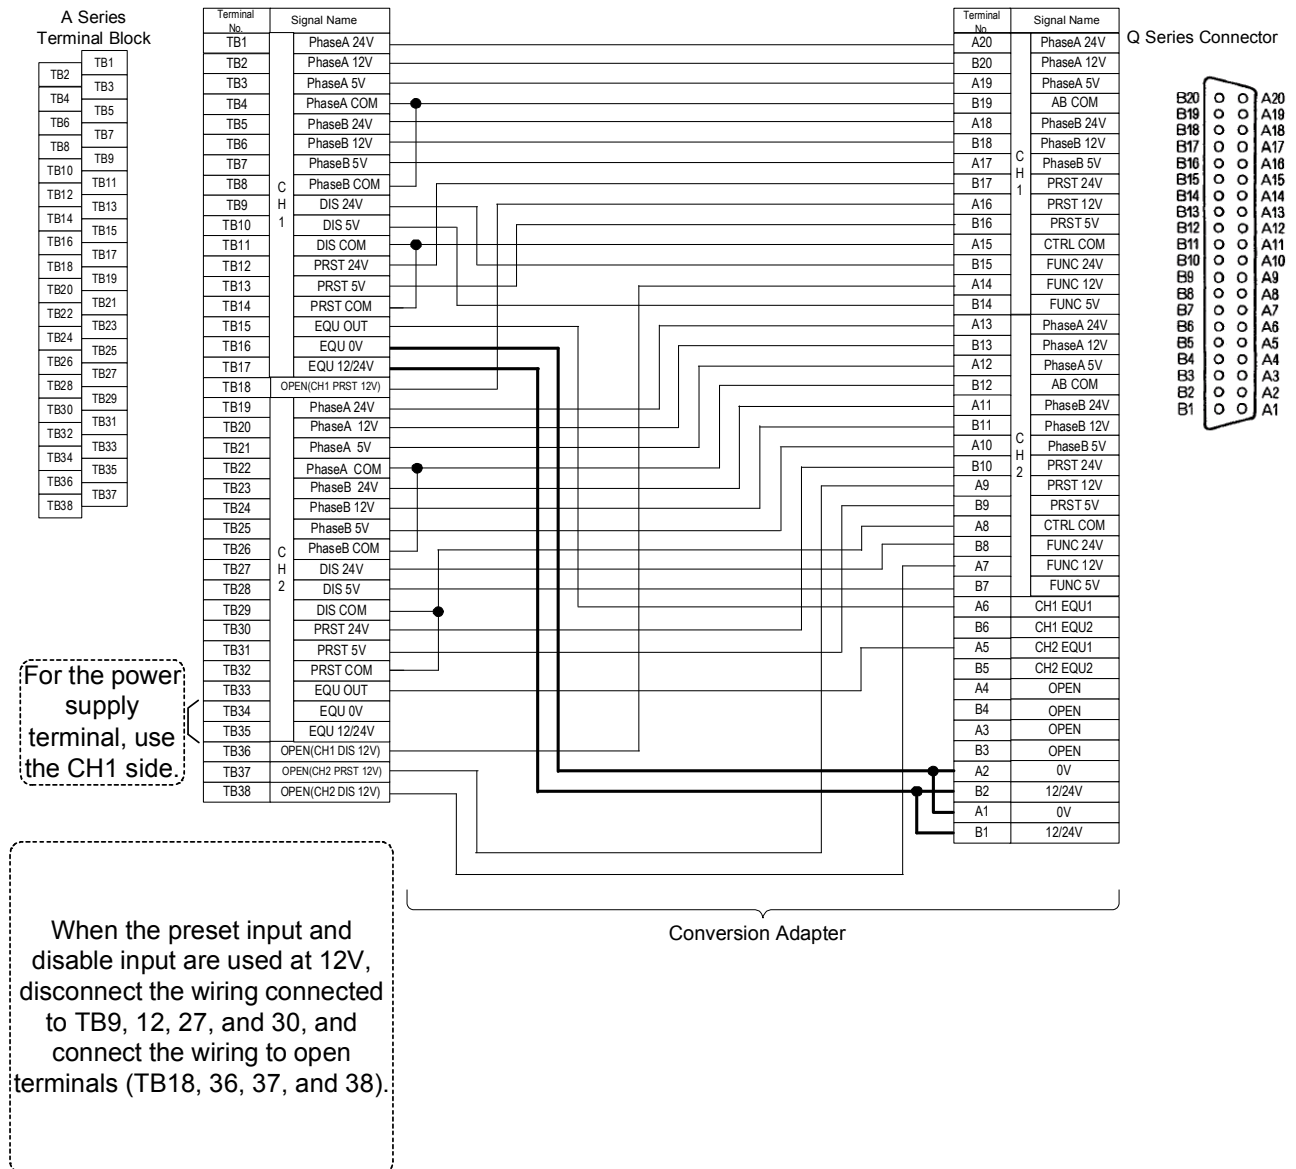 A Series
Terminal Block
TB1
TB2
TB3
TB4
TB5
TB6
TB7
TB8
TB9
TB10
TB11
TB12
TB13
TB14
TB15
TB16
TB17
TB18
TB19
TB20
TB21
TB22
TB23
TB24
TB25
TB26
TB27
TB28
TB29
TB30
TB31
TB32
TB33
TB34
TB35
TB36
TB37
TB38
For the power
supply
terminal, use
the CH1 side.
When the preset input and
disable input are used at 12V,
disconnect the wiring connected
to TB9, 12, 27, and 30, and
connect the wiring to open
terminals (TB18, 36, 37, and 38).
Terminal No. Signal Name
CH1
TB1 PhaseA 24V
TB2 PhaseA 12V
TB3 PhaseA 5V
TB4 PhaseA COM
TB5 PhaseB 24V
TB6 PhaseB 12V
TB7 PhaseB 5V
TB8 PhaseB COM
TB9 DIS 24V
TB10 DIS 5V
TB11 DIS COM
TB12 PRST 24V
TB13 PRST 5V
TB14 PRST COM
TB15 EQU OUT
TB16 EQU 0V
TB17 EQU 12/24V
TB18 OPEN(CH1 PRST 12V)
CH2
TB19 PhaseA 24V
TB20 PhaseA 12V
TB21 PhaseA 5V
TB22 PhaseA COM
TB23 PhaseB 24V
TB24 PhaseB 12V
TB25 PhaseB 5V
TB26 PhaseB COM
TB27 DIS 24V
TB28 DIS 5V
TB29 DIS COM
TB30 PRST 24V
TB31 PRST 5V
TB32 PRST COM
TB33 EQU OUT
TB34 EQU 0V
TB35 EQU 12/24V
TB36 OPEN(CH1 DIS 12V)
TB37 OPEN(CH2 PRST 12V)
TB38 OPEN(CH2 DIS 12V)
Conversion Adapter
Terminal No. Signal Name
CH1
A20 PhaseA 24V
B20 PhaseA 12V
A19 PhaseA 5V
B19 AB COM
A18 PhaseB 24V
B18 PhaseB 12V
A17 PhaseB 5V
B17 PRST 24V
A16 PRST 12V
B16 PRST 5V
A15 CTRL COM
B15 FUNC 24V
A14 FUNC 12V
B14 FUNC 5V
CH2
A13 PhaseA 24V
B13 PhaseA 12V
A12 PhaseA 5V
B12 AB COM
A11 PhaseB 24V
B11 PhaseB 12V
A10 PhaseB 5V
B10 PRST 24V
A9 PRST 12V
B9 PRST 5V
A8 CTRL COM
B8 FUNC 24V
A7 FUNC 12V
B7 FUNC 5V
A6 CH1 EQU1
B6 CH1 EQU2
A5 CH2 EQU1
B5 CH2 EQU2
A4 OPEN
B4 OPEN
A3 OPEN
B3 OPEN
A2 0V
B2 12/24V
A1 0V
B1 12/24V
Q Series Connector
B20 A20
B19 A19
B18 A18
B17 A17
B16 A16
B15 A15
B14 A14
B13 A13
B12 A12
B11 A11
B10 A10
B9 A9
B8 A8
B7 A7
B6 A6
B5 A5
B4 A4
B3 A3
B2 A2
B1 A1